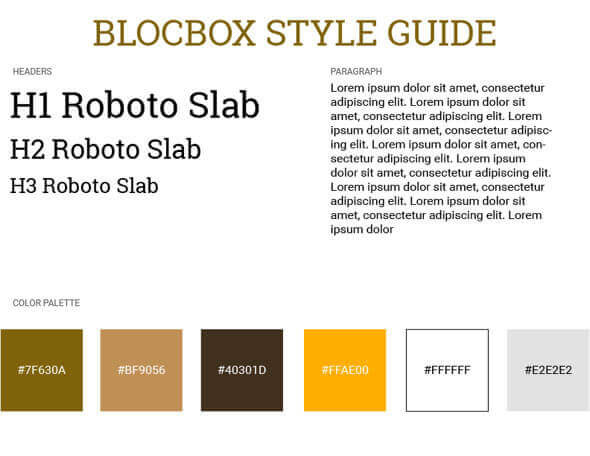 BLOCBOX STYLE GUIDE
HEADERS
H1 Roboto Slab
H2 Roboto Slab
H3 Roboto Slab
PARAGRAPH
Lorem ipsum dolor sit amet, consectetur
adipiscing elit. Lorem ipsum dolor sit
amet, consectetur adipiscing elit. Lorem
ipsum dolor sit amet, consectetur adipisc-
ing elit. Lorem ipsum dolor sit amet, con-
sectetur adipiscing elit. Lorem ipsum
dolor sit amet, consectetur adipiscing elit.
Lorem ipsum dolor sit amet, consectetur
adipiscing elit. Lorem ipsum dolor sit
amet, consectetur adipiscing elit. Lorem
ipsum dolor
COLOR PALETTE
#7F630A
#BF9056
#40301D
#FFAE00
#FFFFFF
#E2E2E2